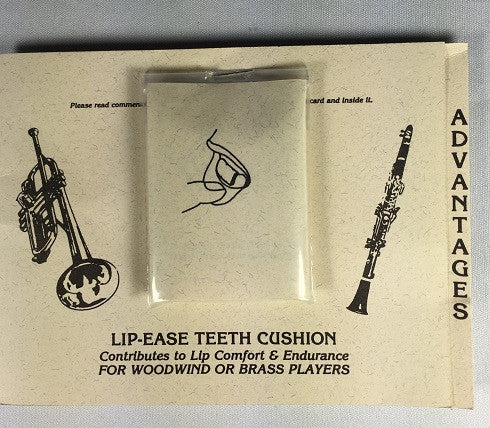 Please read commen card and inside it.
ADVANTAGES
LIP-EASE TEETH CUSHION
Contributes to Lip Comfort & Endurance
FOR WOODWIND OR BRASS PLAYERS